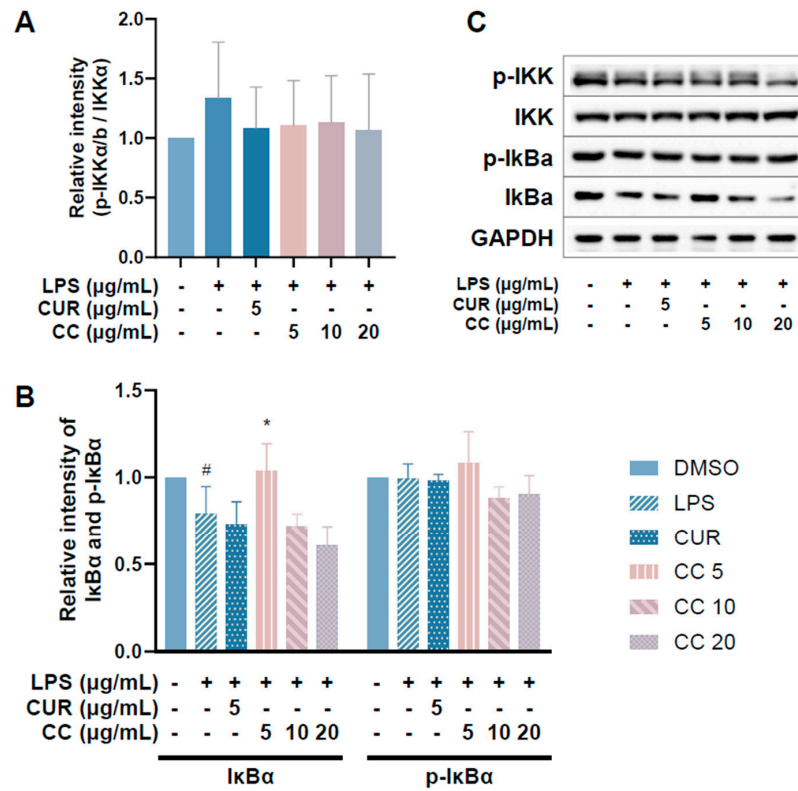 A
Relative intensity
(p-IKKα/b / IKKα)
2.0
1.5
1.0
0.5
0.0
LPS (µg/mL) - + + + + +
CUR (µg/mL) - - 5 - - -
CC (µg/mL) - - - 5 10 20
C
p-IKK
IKK
p-IkBa
IkBa
GAPDH
LPS (µg/mL) - + + + + +
CUR (µg/mL) - - 5 - - -
CC (µg/mL) - - - 5 10 20
B
Relative intensity of
IκBα and p-IκBα
1.5
1.0
0.5
0.0
#
*
LPS (µg/mL) - + + + + + - + + + + +
CUR (µg/mL) - - 5 - - - - - 5 - - -
CC (µg/mL) - - - 5 10 20 - - - 5 10 20
IκBα
p-IκBα
DMSO
LPS
CUR
CC 5
CC 10
CC 20